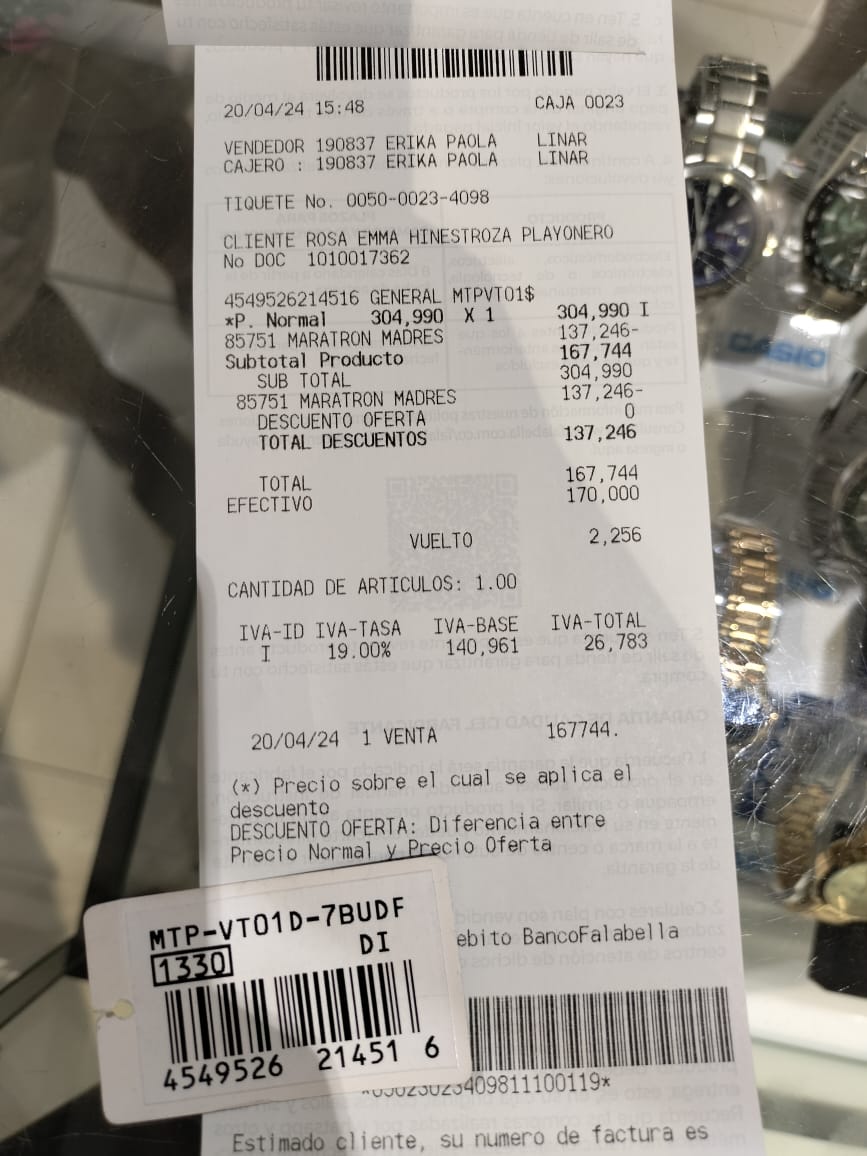 20/04/24 15:48 CAJA 0023
VENDEDOR 190837 ERIKA PAOLA LINAR
CAJERO : 190837 ERIKA PAOLA LINAR
TIQUETE No. 0050-0023-4098
CLIENTE ROSA EMMA HINESTROZA PLAYONERO
No DOC 1010017362
4549526214516 GENERAL MTPVT01$
*P. Normal 304,990 X 1 304,990 I
85751 MARATRON MADRES 137,246-
Subtotal Producto 167,744
SUB TOTAL 304,990
85751 MARATRON MADRES 137,246-
DESCUENTO OFERTA 0
TOTAL DESCUENTOS 137,246
TOTAL 167,744
EFECTIVO 170,000
VUELTO 2,256
CANTIDAD DE ARTICULOS: 1.00
IVA-ID IVA-TASA IVA-BASE IVA-TOTAL
I 19.00% 140,961 26,783
20/04/24 1 VENTA 167744.
(*) Precio sobre el cual se aplica el
descuento
DESCUENTO OFERTA: Diferencia entre
Precio Normal y Precio Oferta
ebito BancoFalabella
MTP-VT01D-7BUDF
1330 DI
4549526 21451 6
Estimado cliente, su numero de factura es
CASIO